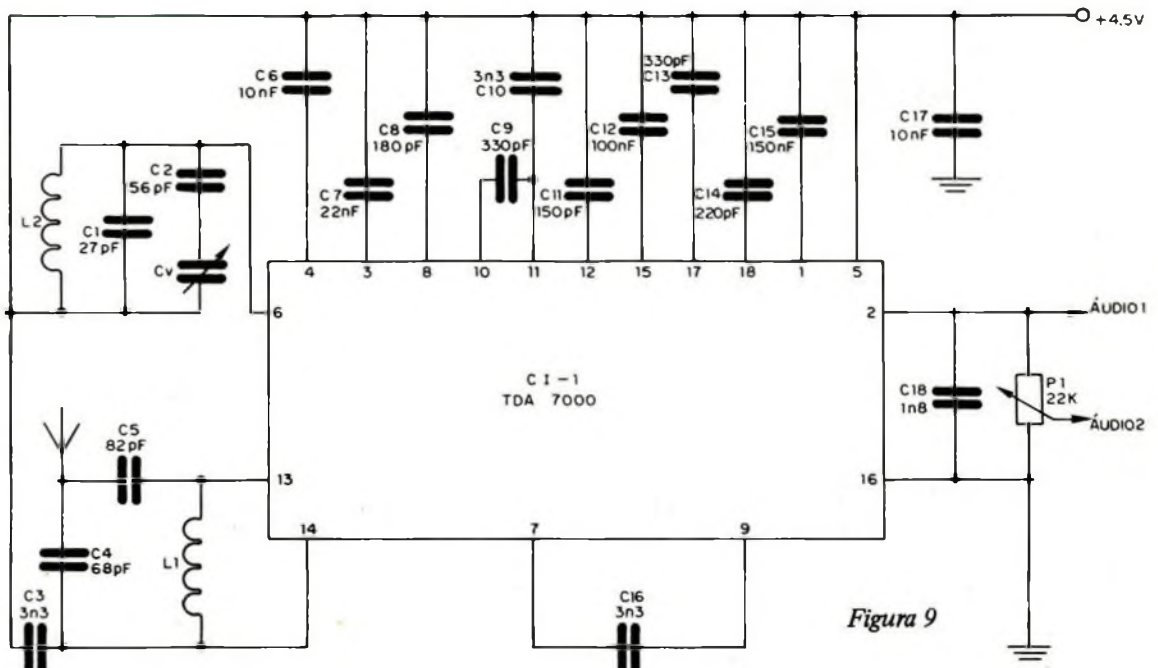 +4.5V
C6
10nF
C8
180pF
C7
22nF
3n3
C10
C9
330pF
C11
150pF
C12
100nF
330pF
C13
C14
220pF
C15
150nF
C17
10nF
L2
C1
27pF
C2
56pF
Cv
4
3
8
10
11
12
15
17
18
1
5
6
2
ÁUDIO1
CI-1
TDA 7000
C18
1n8
P1
22K
ÁUDIO2
C5
82pF
13
16
14
7
9
C4
68pF
L1
C3
3n3
C16
3n3
Figura 9